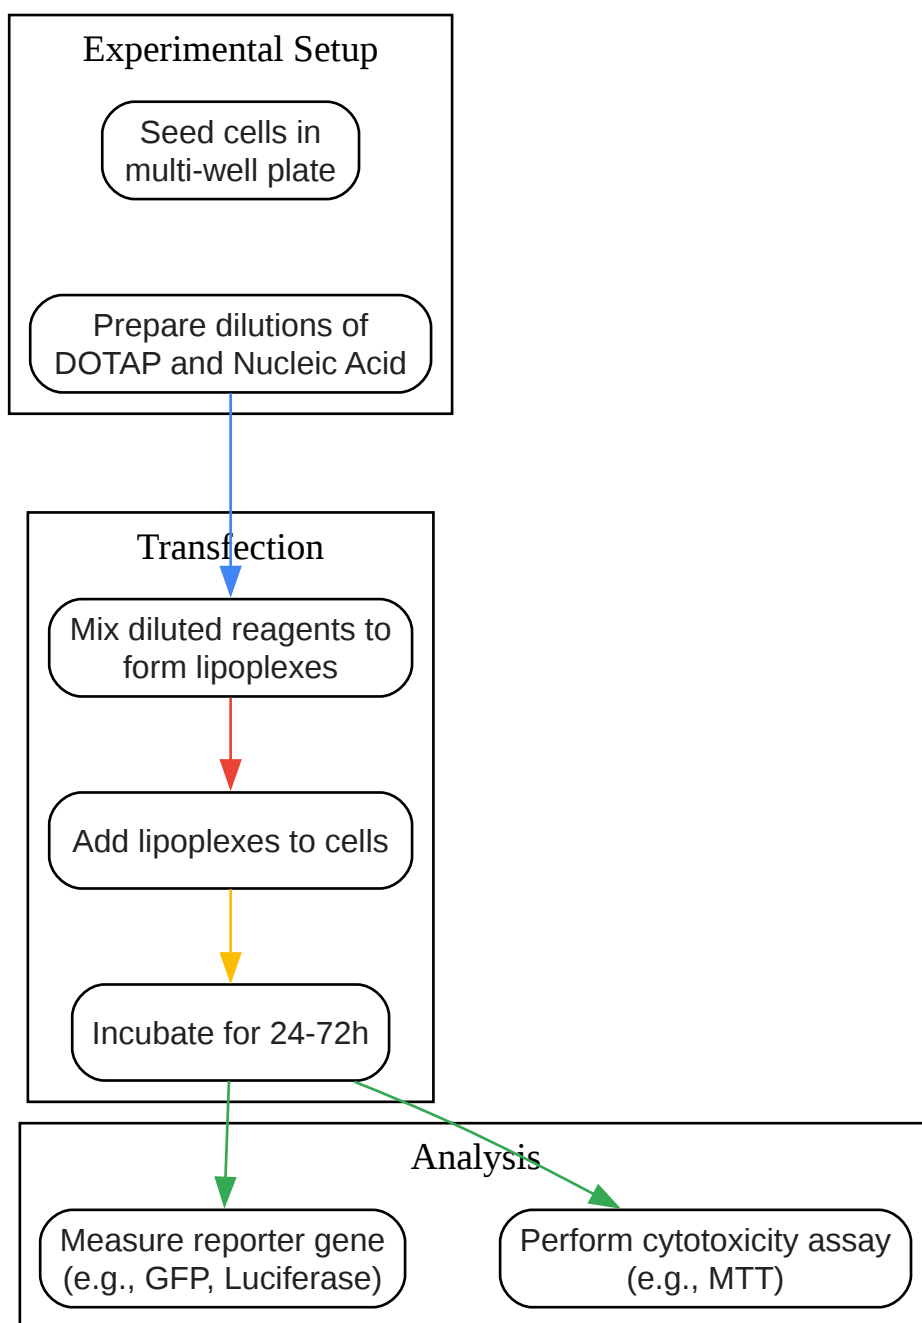 Experimental Setup
Seed cells in
multi-well plate
Prepare dilutions of
DOTAP and Nucleic Acid
Transfection
Mix diluted reagents to
form lipoplexes
Add lipoplexes to cells
Incubate for 24-72h
Analysis
Measure reporter gene
(e.g., GFP, Luciferase)
Perform cytotoxicity assay
(e.g., MTT)